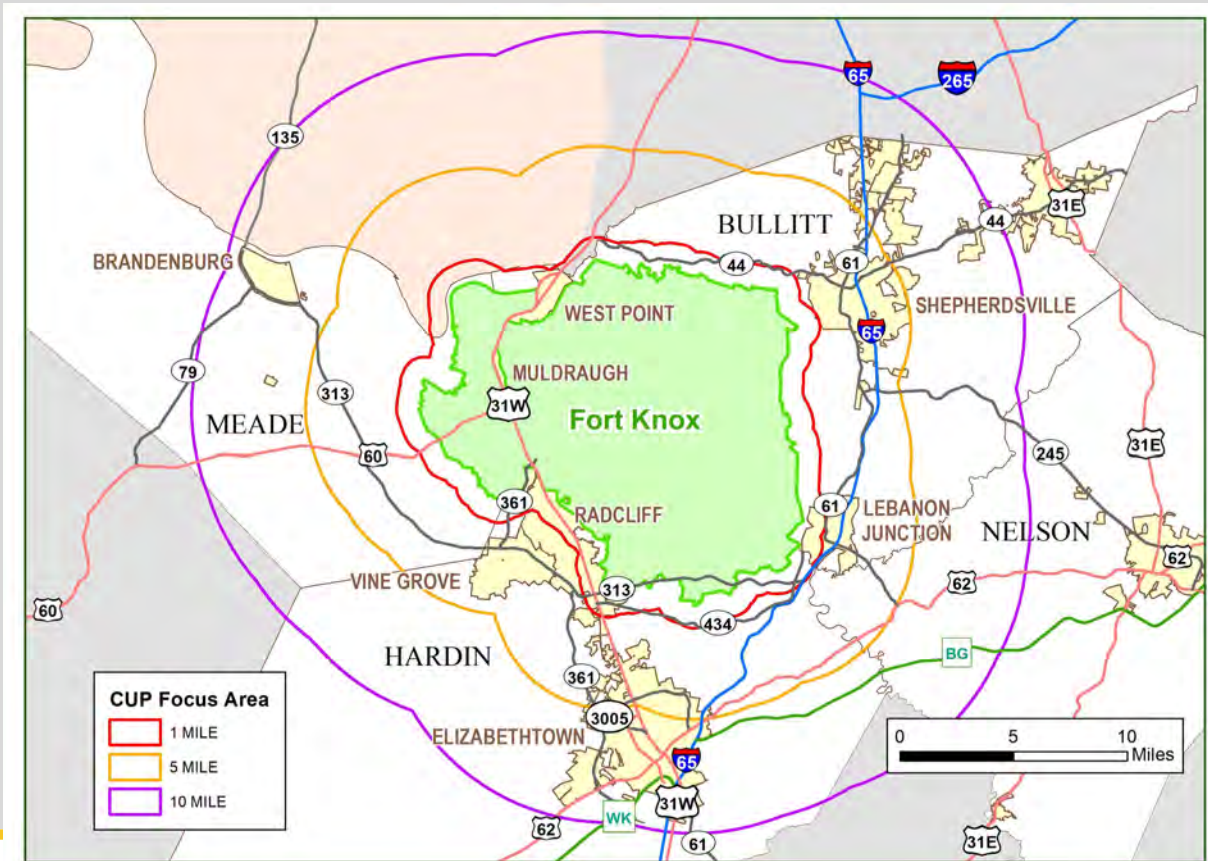 65
265
135
31E
BULLITT
44
BRANDENBURG
61
44
WEST POINT
SHEPHERDSVILLE
65
79
MULDRAUGH
313
31W
MEADE
Fort Knox
31E
60
245
361
61
LEBANON
JUNCTION
RADCLIFF
NELSON
62
VINE GROVE
313
62
60
434
HARDIN
BG
361
CUP Focus Area
1 MILE
5 MILE
10 MILE
3005
ELIZABETHTOWN
0 5 10
Miles
65
31W
WK
62
61
31E